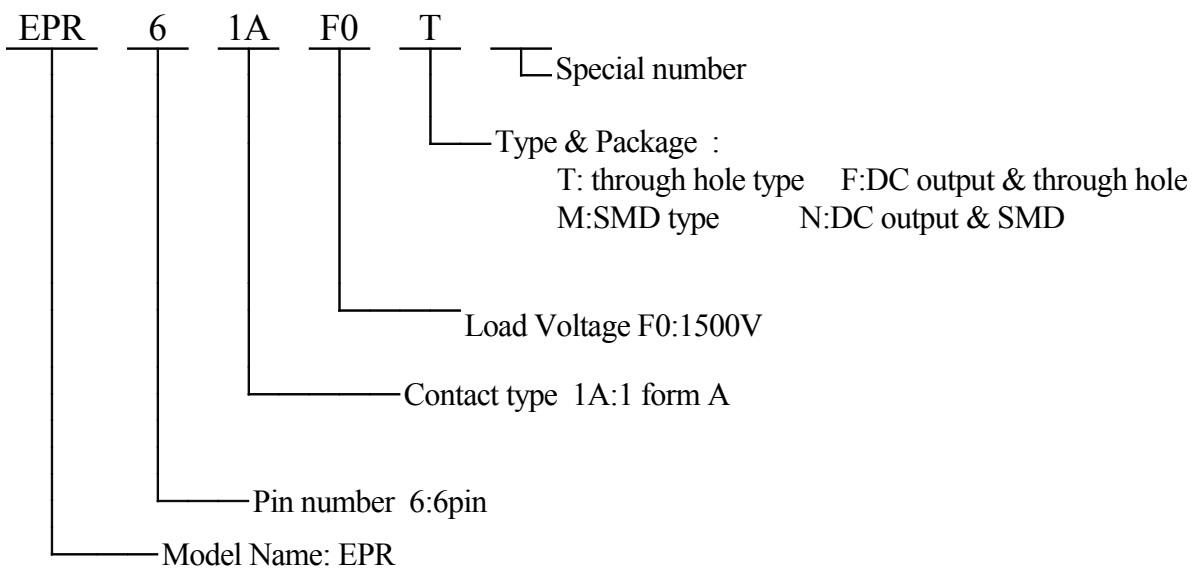 EPR 6 1A F0 T
Special number
Type & Package :
T: through hole type F:DC output & through hole
M:SMD type N:DC output & SMD
Load Voltage F0:1500V
Contact type 1A:1 form A
Pin number 6:6pin
Model Name: EPR